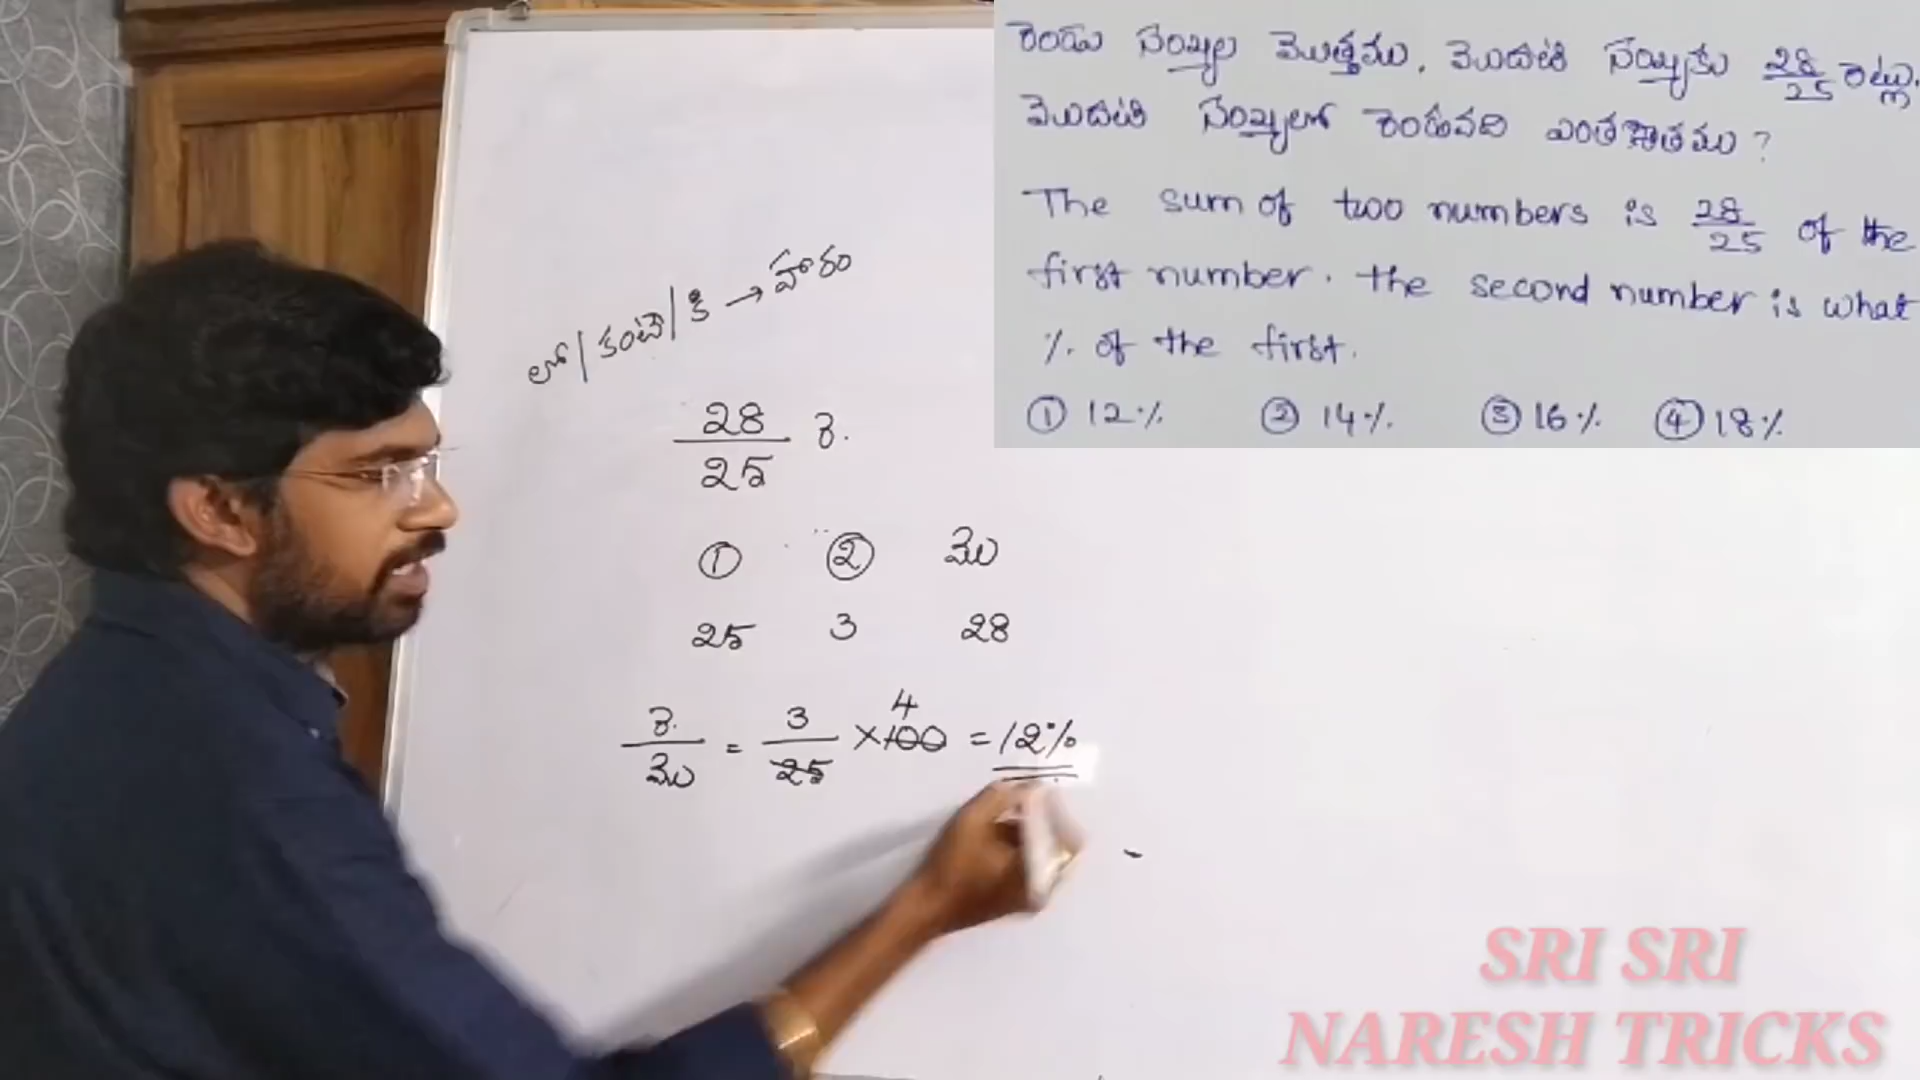 రెండు సంఖ్యల మొత్తము, మొదటి సంఖ్యకు 28/25 రెట్లు.
మొదటి సంఖ్యలో రెండవది ఎంతశాతము?
The sum of two numbers is 28/25 of the
first number. the second number is what
%. of the first.
① 12% ② 14% ③ 16% ④ 18%
లో/కంటె/కి → హారం
28/25 రె.
① ② మొ
25 3 28
రె./మొ = 3/25 × 100 = 12%
4
SRI SRI
NARESH TRICKS